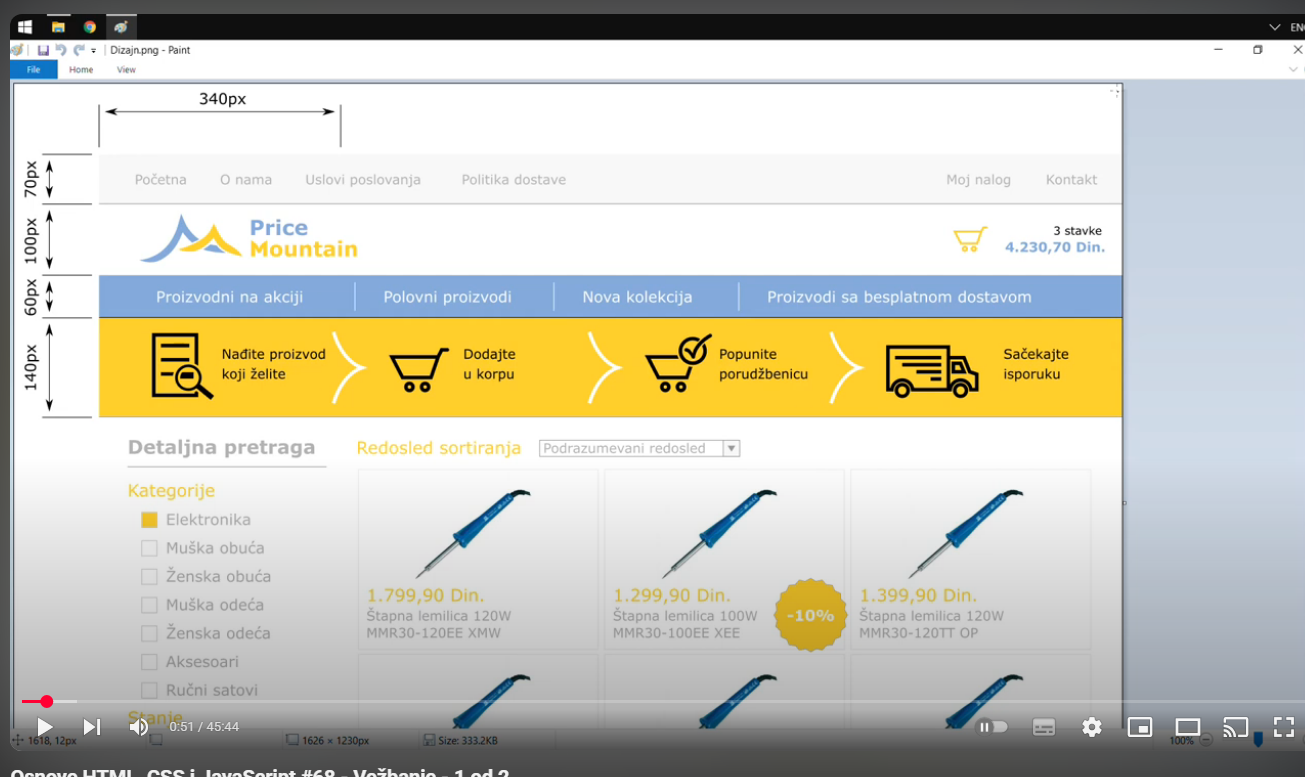 EN
Dizajn.png - Paint
File Home View
340px
70px
Početna O nama Uslovi poslovanja Politika dostave Moj nalog Kontakt
100px
Price
Mountain
3 stavke
4.230,70 Din.
60px
Proizvodni na akciji Polovni proizvodi Nova kolekcija Proizvodi sa besplatnom dostavom
140px
Nađite proizvod
koji želite
Dodajte
u korpu
Popunite
porudžbenicu
Sačekajte
isporuku
Detaljna pretraga
Redosled sortiranja Podrazumevani redosled
Kategorije
Elektronika
Muška obuća
Ženska obuća
Muška odeća
Ženska odeća
Aksesoari
Ručni satovi
Stanje
1.799,90 Din.
Štapna lemilica 120W
MMR30-120EE XMW
1.299,90 Din.
Štapna lemilica 100W
MMR30-100EE XEE
-10%
1.399,90 Din.
Štapna lemilica 120W
MMR30-120TT OP
0:51 / 45:44
1618, 12px 1626 × 1230px Size: 333.2KB 100%
Osnove HTML, CSS i JavaScript #68 - Vežbanje - 1 od 2